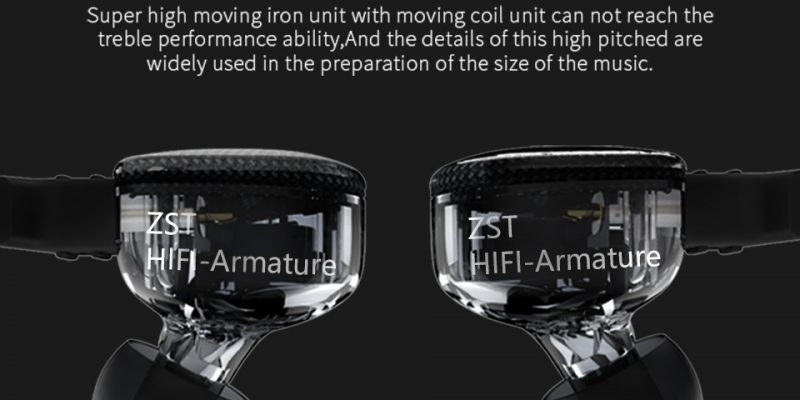 Super high moving iron unit with moving coil unit can not reach the
treble performance ability,And the details of this high pitched are
widely used in the preparation of the size of the music.
ZST
HIFI-Armature
ZST
HIFI-Armature